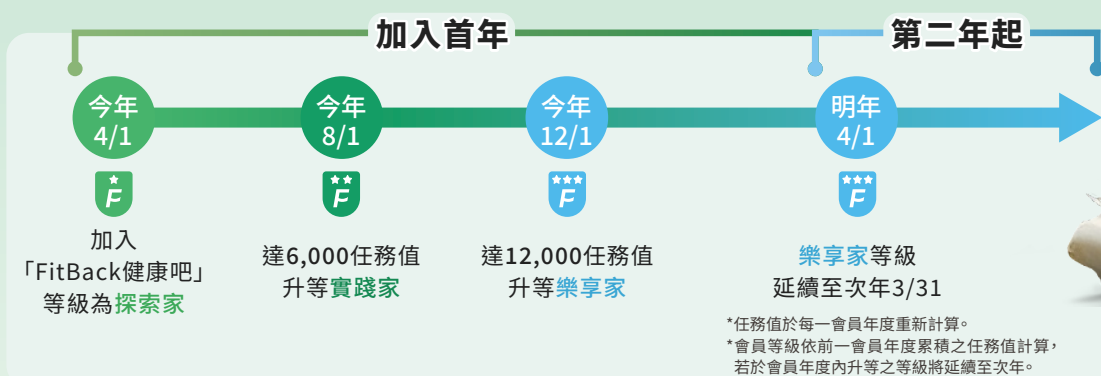 加入首年
第二年起
今年
4/1
今年
8/1
今年
12/1
明年
4/1
F
F
F
F
加入
「FitBack健康吧」
等級為探索家
達6,000任務值
升等實踐家
達12,000任務值
升等樂享家
樂享家等級
延續至次年3/31
*任務值於每一會員年度重新計算。
*會員等級依前一會員年度累積之任務值計算，
若於會員年度內升等之等級將延續至次年。